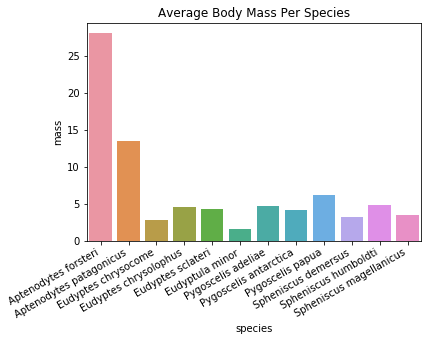 Average Body Mass Per Species
mass
25
20
15
10
5
0
Aptenodytes forsteri
Aptenodytes patagonicus
Eudyptes chrysocome
Eudyptes chrysolophus
Eudyptes sclateri
Eudyptula minor
Pygoscelis adeliae
Pygoscelis antarctica
Pygoscelis papua
Spheniscus demersus
Spheniscus humboldti
Spheniscus magellanicus
species